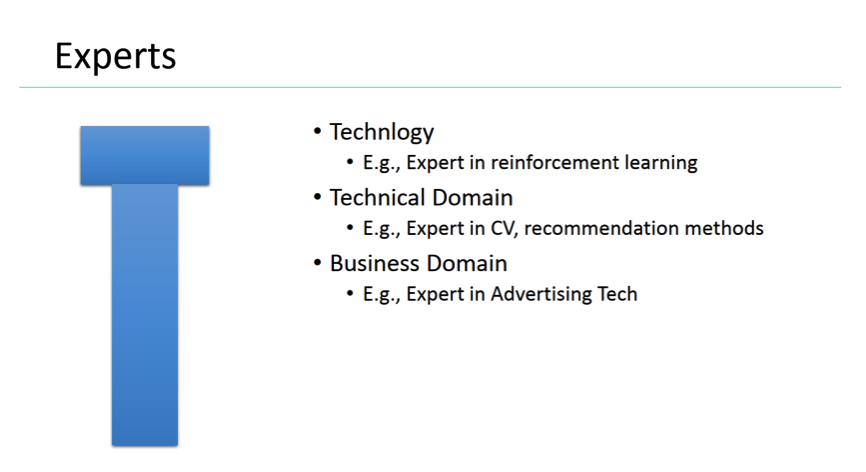 Experts
• Technlogy
• E.g., Expert in reinforcement learning
• Technical Domain
• E.g., Expert in CV, recommendation methods
• Business Domain
• E.g., Expert in Advertising Tech